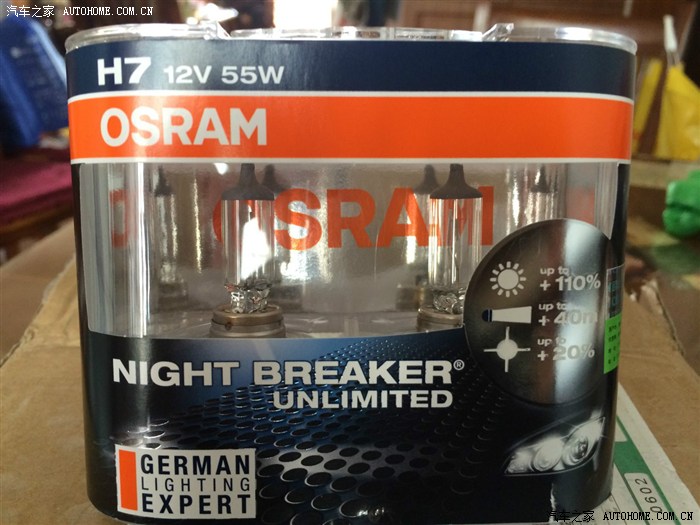 汽车之家 AUTOHOME.COM.CN
H7 12V 55W
OSRAM
OSRAM
up to
+ 110%
up to
+ 40m
up to
+ 20%
NIGHT BREAKER®
UNLIMITED
GERMAN
LIGHTING
EXPERT
0602
汽车之家 AUTOHOME.COM.CN